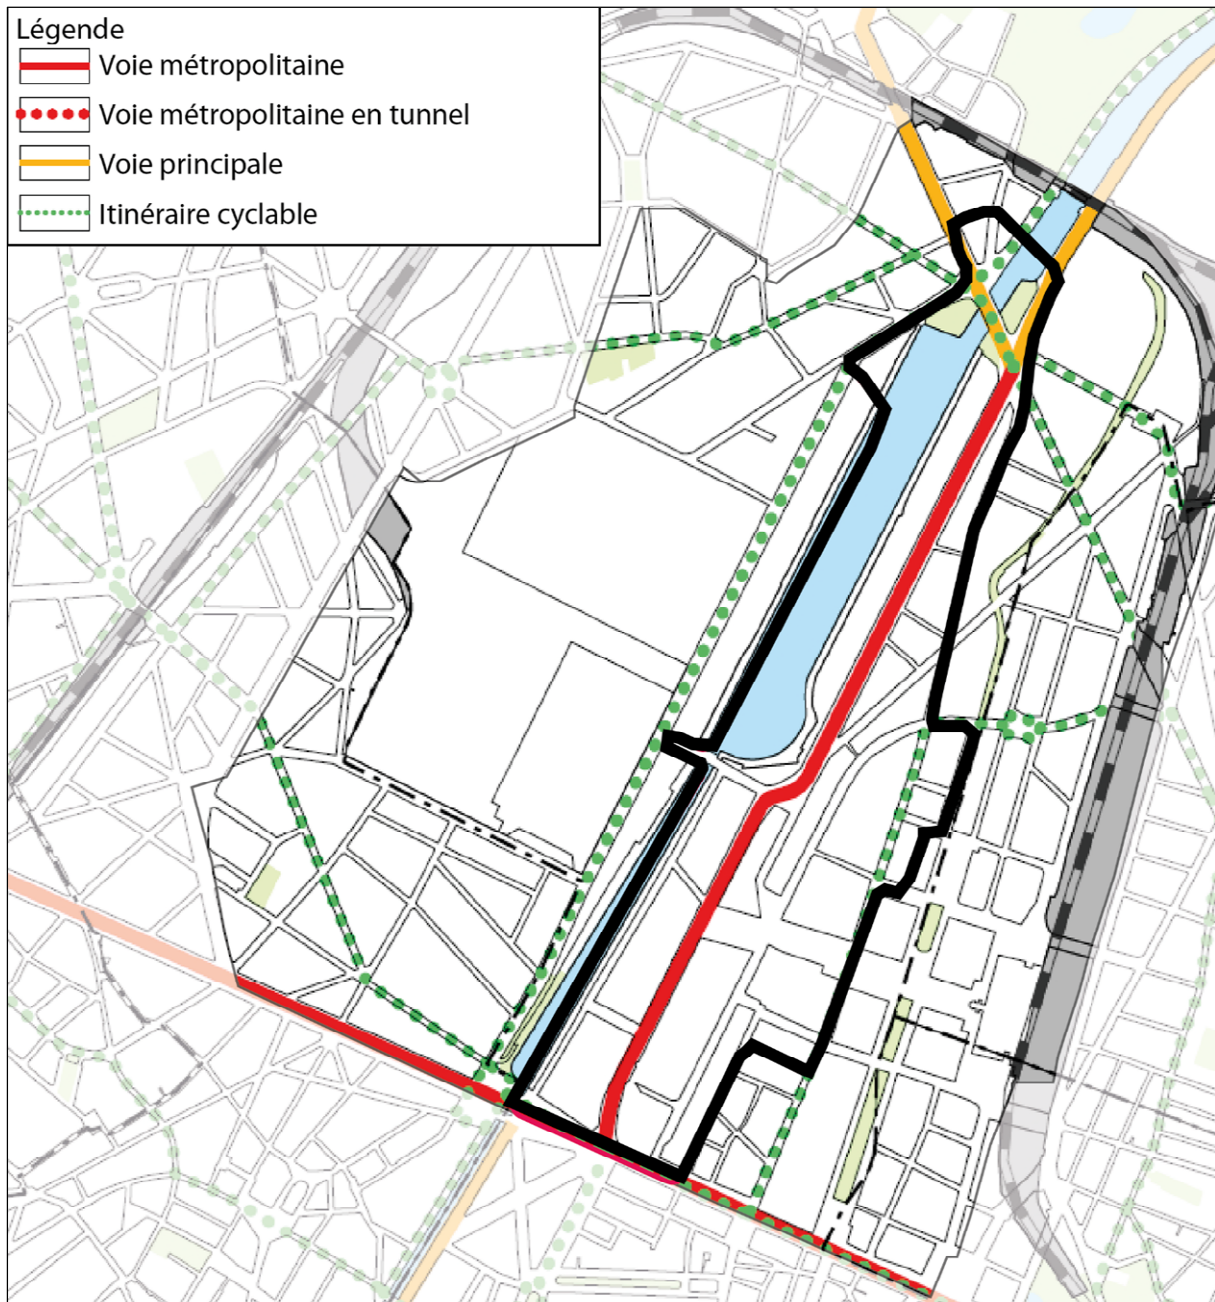 Légende
Voie métropolitaine
Voie métropolitaine en tunnel
Voie principale
Itinéraire cyclable